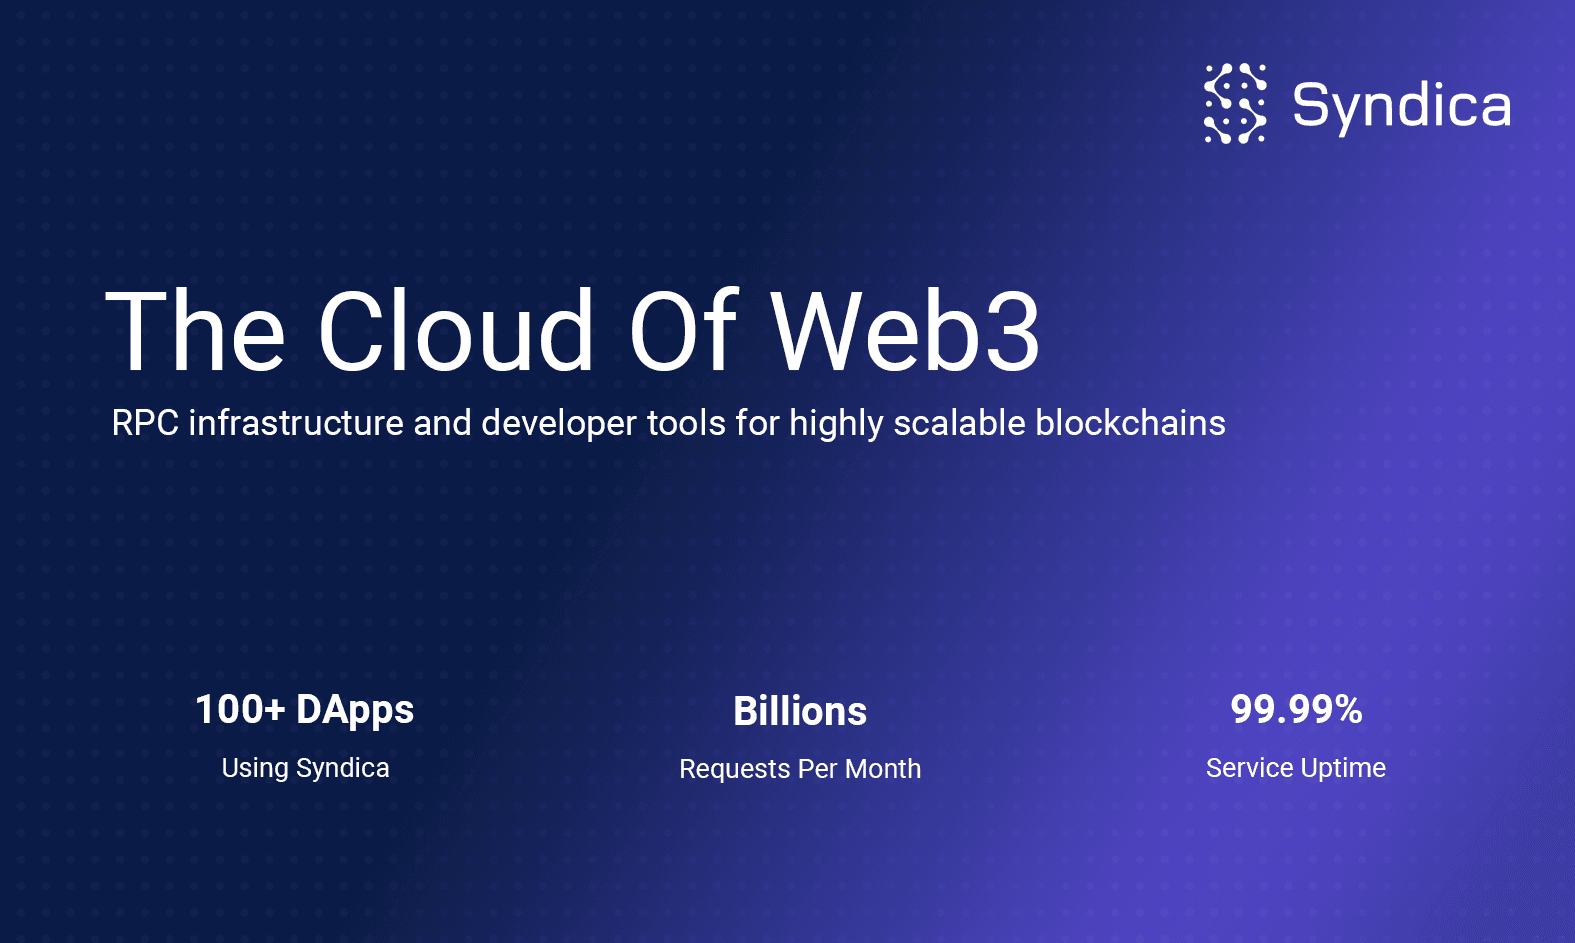 Syndica
The Cloud Of Web3
RPC infrastructure and developer tools for highly scalable blockchains
100+ DApps
Using Syndica
Billions
Requests Per Month
99.99%
Service Uptime